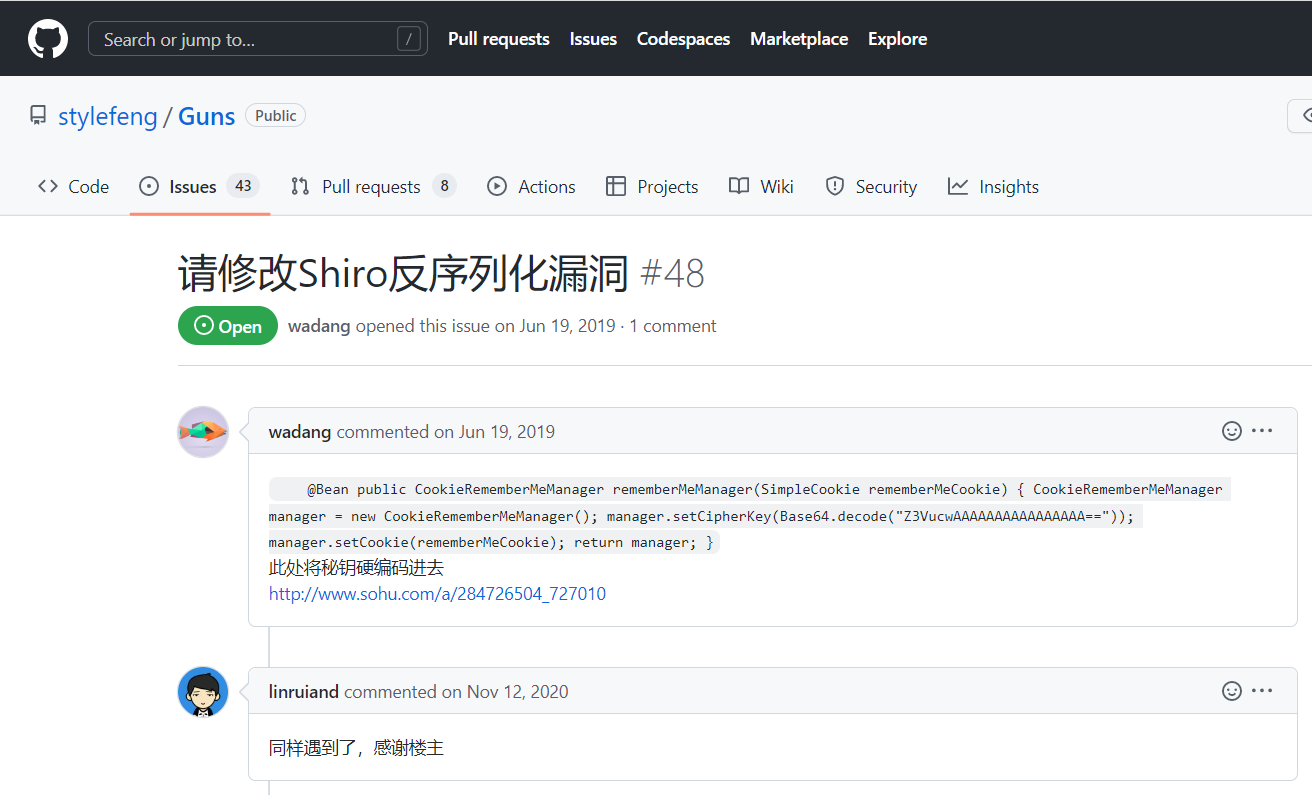 Search or jump to... /
Pull requests Issues Codespaces Marketplace Explore
stylefeng / Guns Public
Code Issues 43 Pull requests 8 Actions Projects Wiki Security Insights
请修改Shiro反序列化漏洞 #48
Open wadang opened this issue on Jun 19, 2019 · 1 comment
wadang commented on Jun 19, 2019
@Bean public CookieRememberMeManager rememberMeManager(SimpleCookie rememberMeCookie) { CookieRememberMeManager
manager = new CookieRememberMeManager(); manager.setCipherKey(Base64.decode("Z3VucwAAAAAAAAAAAAAAAA=="));
manager.setCookie(rememberMeCookie); return manager; }
此处将秘钥硬编码进去
http://www.sohu.com/a/284726504_727010
linruiand commented on Nov 12, 2020
同样遇到了，感谢楼主